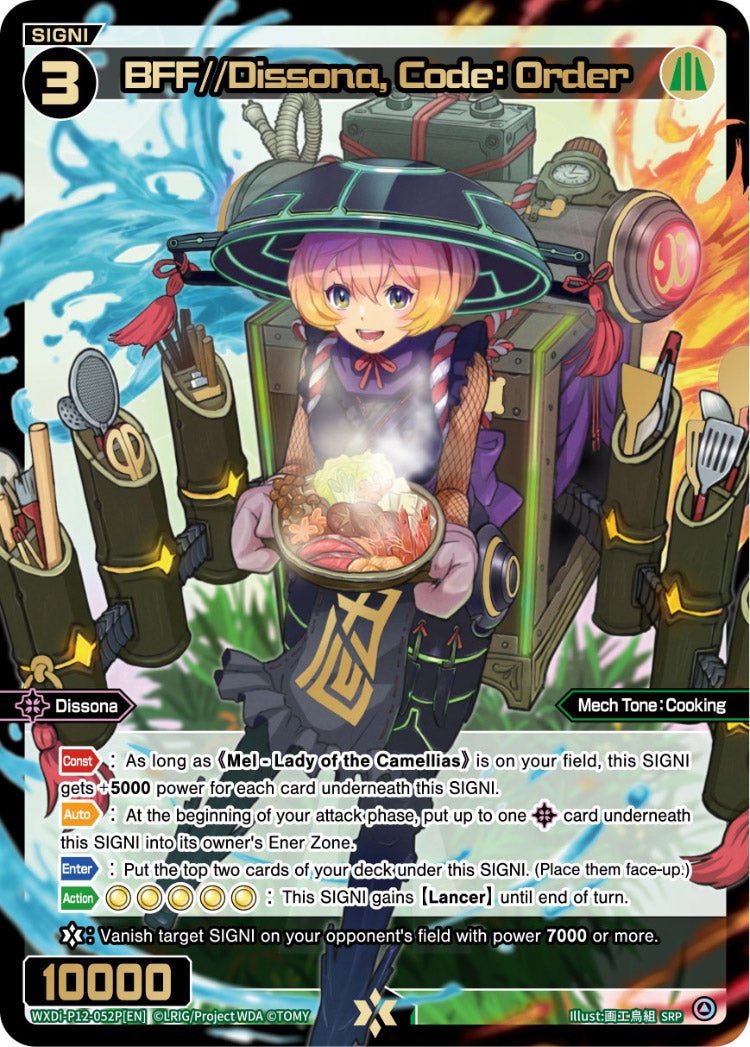 SIGNI
3
BFF//Dissona, Code: Order
Dissona
Mech Tone:Cooking
Const : As long as 《Mel - Lady of the Camellias》 is on your field, this SIGNI
gets +5000 power for each card underneath this SIGNI.
Auto : At the beginning of your attack phase, put up to one card underneath
this SIGNI into its owner's Ener Zone.
Enter : Put the top two cards of your deck under this SIGNI. (Place them face-up.)
Action : This SIGNI gains 【Lancer】 until end of turn.
: Vanish target SIGNI on your opponent's field with power 7000 or more.
10000
WXDi-P12-052P[EN] ©LRIG/Project WDA ©TOMY
Illust:画工鳥組 SRP